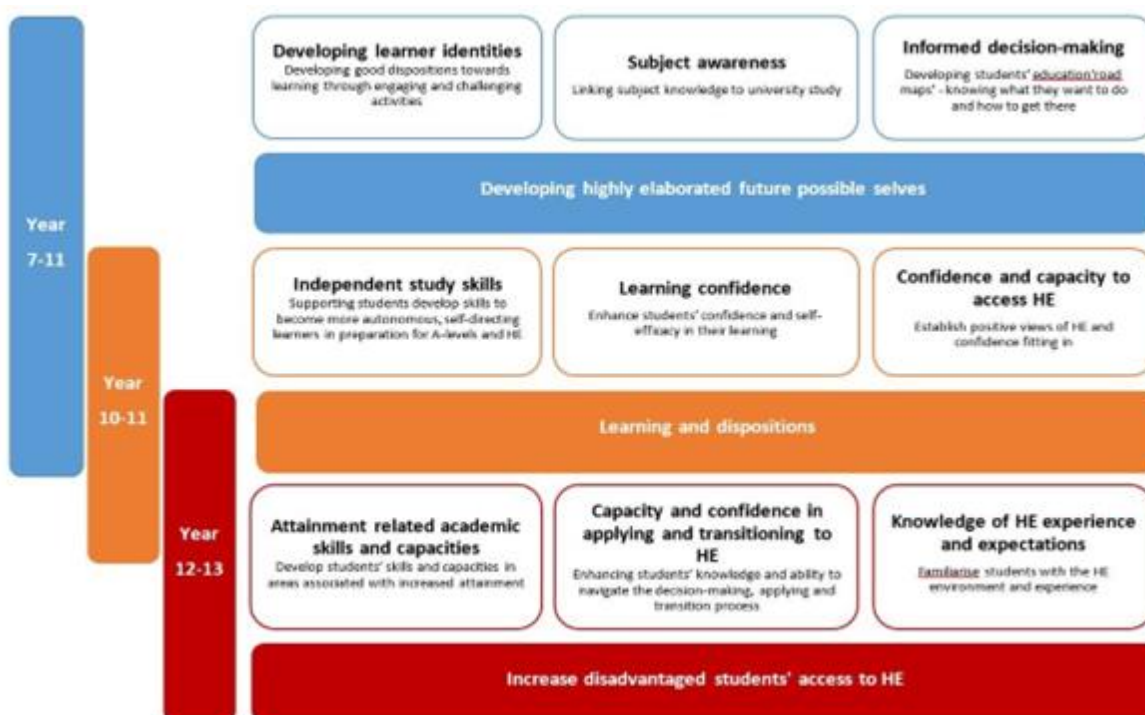 Developing learner identities
Developing good dispositions towards
learning through engaging and challenging
activities
Subject awareness
Linking subject knowledge to university study
Informed decision-making
Developing students' education'road
maps' - knowing what they want to do
and how to get there
Developing highly elaborated future possible selves
Year
7-11
Independent study skills
Supporting students develop skills to
become more autonomous, self-directing
learners in preparation for A-levels and HE
Learning confidence
Enhance students' confidence and self-
efficacy in their learning
Confidence and capacity to
access HE
Establish positive views of HE and
confidence fitting in
Year
10-11
Learning and dispositions
Attainment related academic
skills and capacities
Develop students' skills and capacities in
areas associated with increased attainment
Capacity and confidence in
applying and transitioning to
HE
Enhancing students' knowledge and ability to
navigate the decision-making, applying and
transition process
Knowledge of HE experience
and expectations
Familiarise students with the HE
environment and experience
Year
12-13
Increase disadvantaged students' access to HE